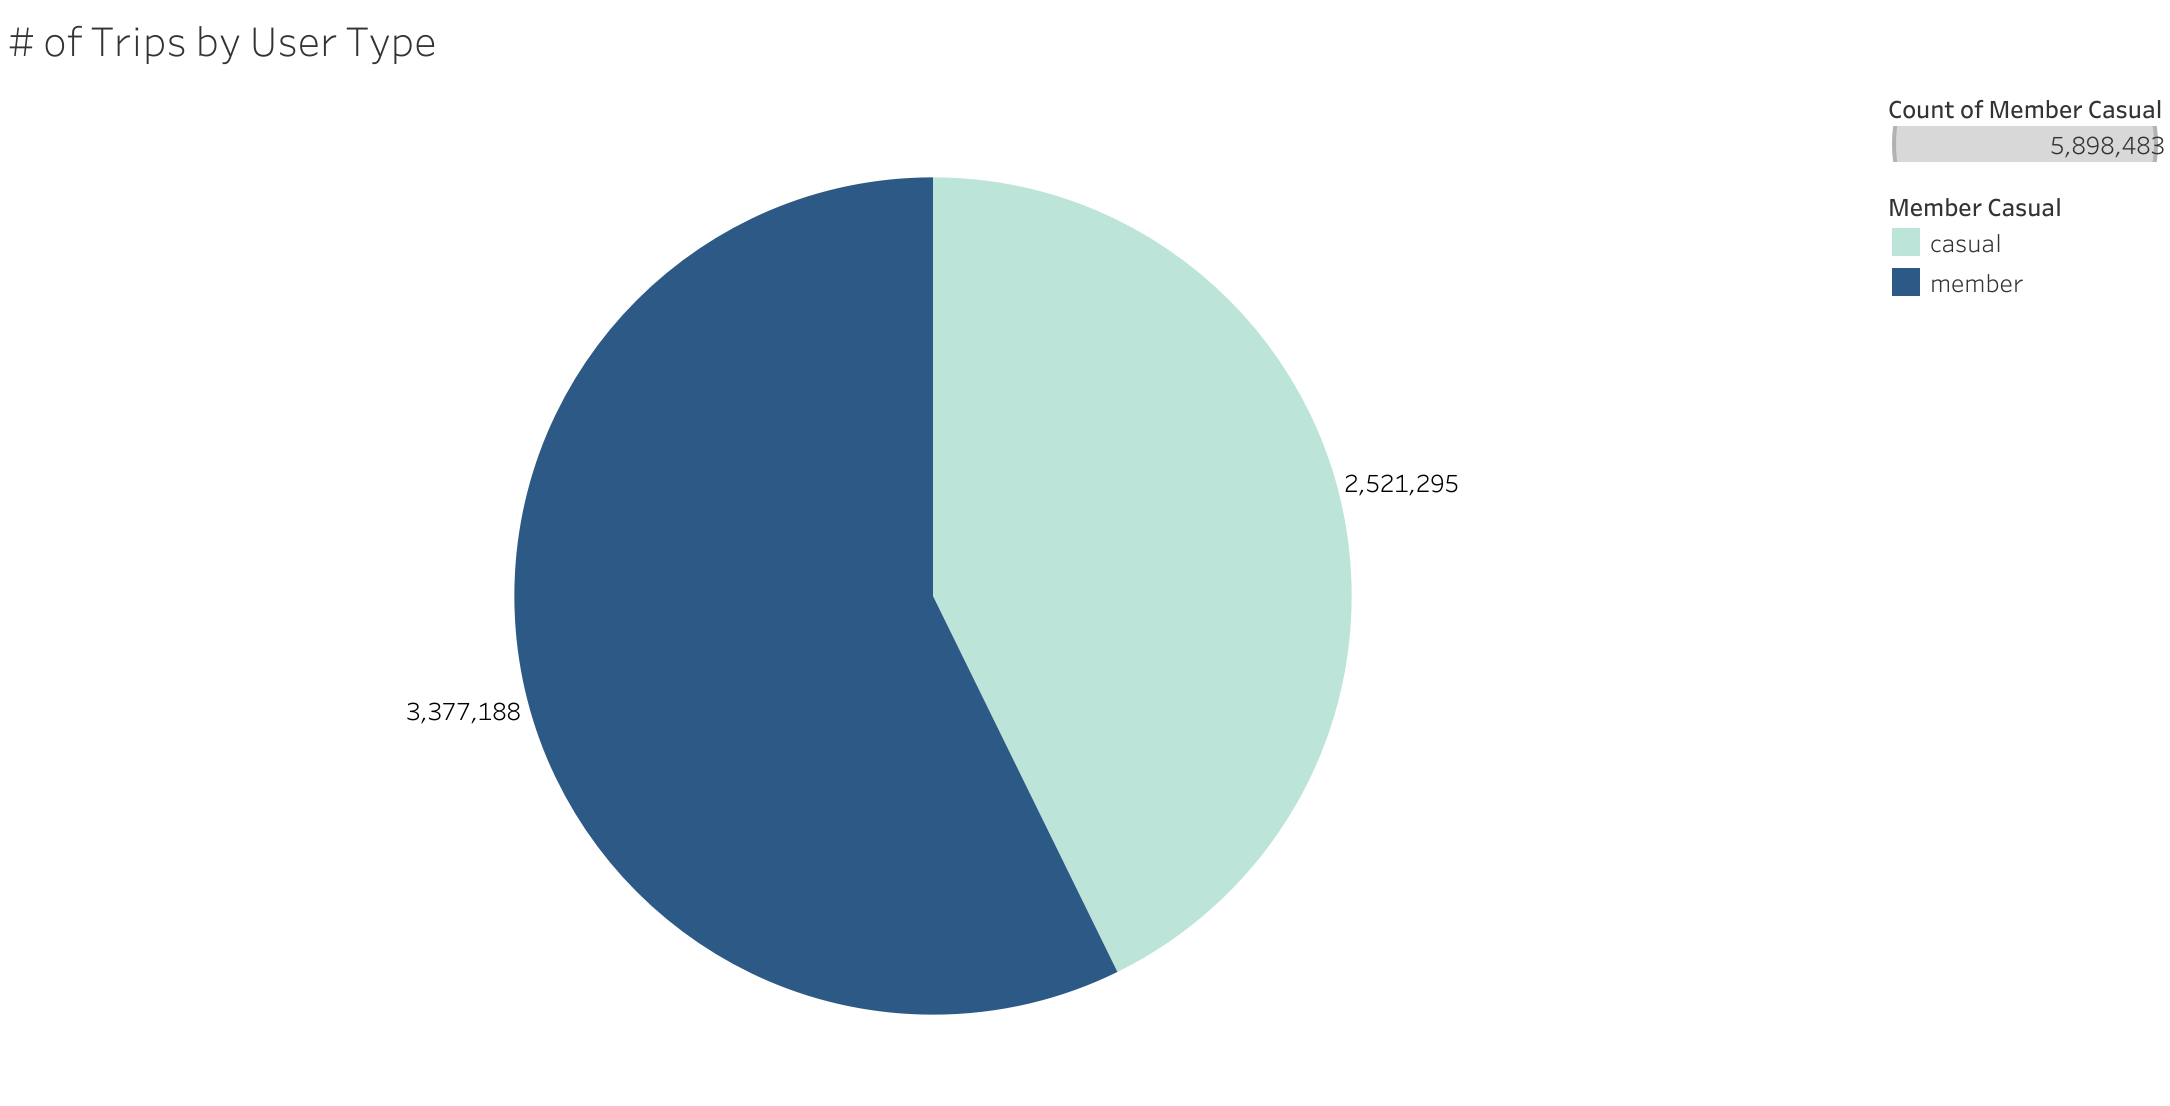 # of Trips by User Type
Count of Member Casual
5,898,483
Member Casual
casual
member
2,521,295
3,377,188